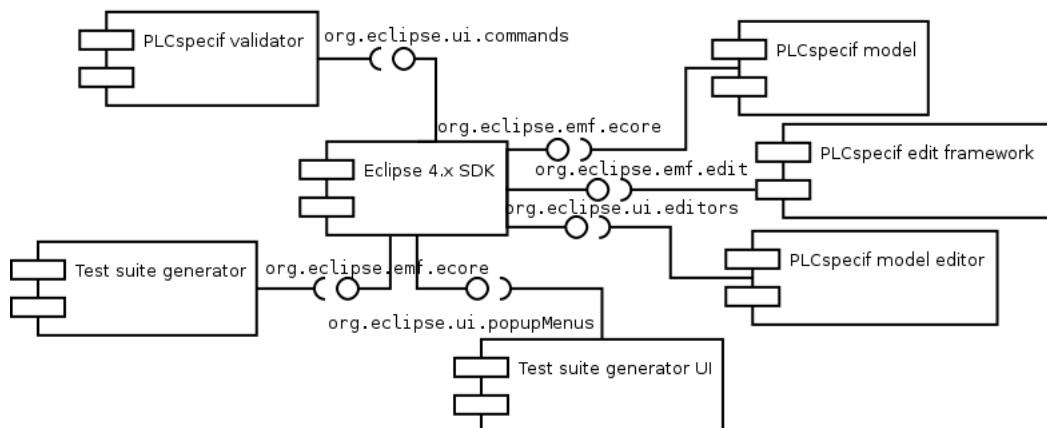 PLCspecif validator
org.eclipse.ui.commands
PLCspecif model
org.eclipse.emf.ecore
Eclipse 4.x SDK
org.eclipse.emf.edit
PLCspecif edit framework
org.eclipse.ui.editors
Test suite generator
org.eclipse.emf.ecore
PLCspecif model editor
org.eclipse.ui.popupMenus
Test suite generator UI